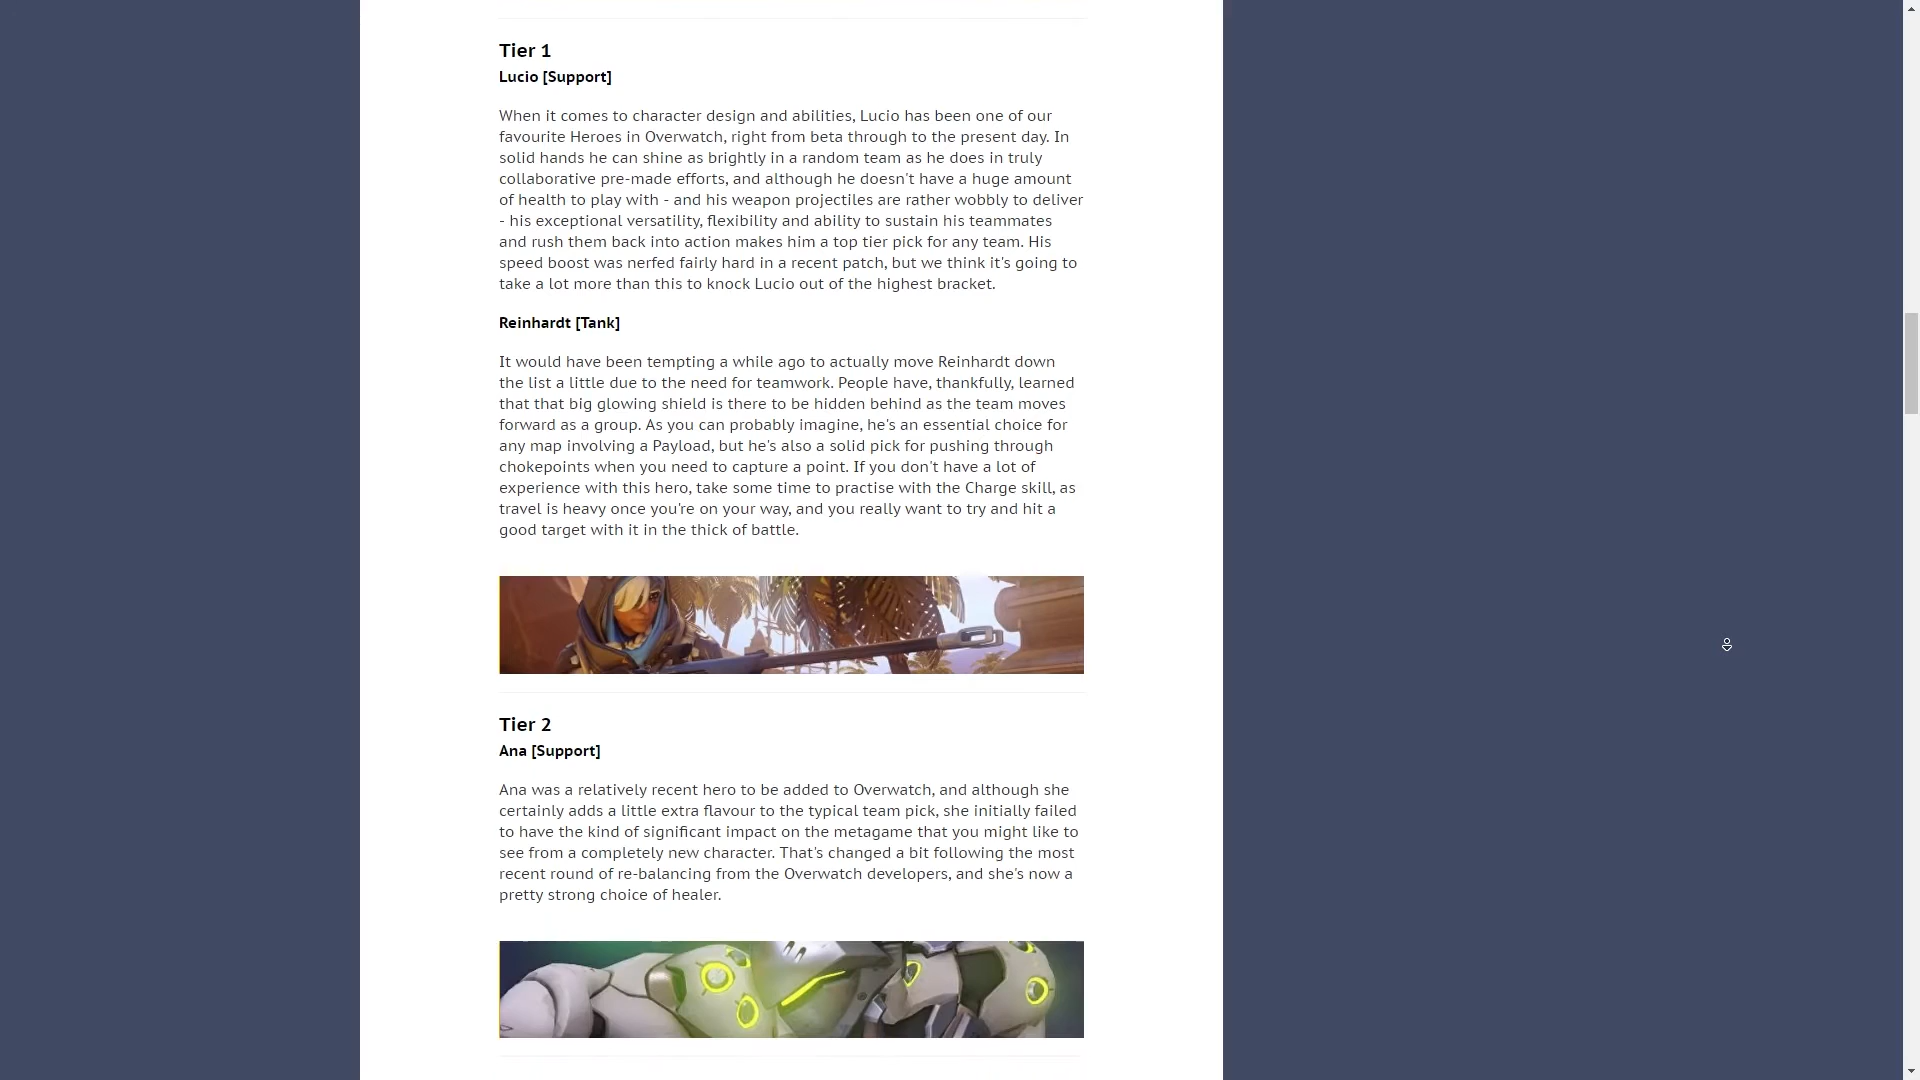 Tier 1
Lucio [Support]
When it comes to character design and abilities, Lucio has been one of our
favourite Heroes in Overwatch, right from beta through to the present day. In
solid hands he can shine as brightly in a random team as he does in truly
collaborative pre-made efforts, and although he doesn't have a huge amount
of health to play with - and his weapon projectiles are rather wobbly to deliver
- his exceptional versatility, flexibility and ability to sustain his teammates
and rush them back into action makes him a top tier pick for any team. His
speed boost was nerfed fairly hard in a recent patch, but we think it's going to
take a lot more than this to knock Lucio out of the highest bracket.
Reinhardt [Tank]
It would have been tempting a while ago to actually move Reinhardt down
the list a little due to the need for teamwork. People have, thankfully, learned
that that big glowing shield is there to be hidden behind as the team moves
forward as a group. As you can probably imagine, he's an essential choice for
any map involving a Payload, but he's also a solid pick for pushing through
chokepoints when you need to capture a point. If you don't have a lot of
experience with this hero, take some time to practise with the Charge skill, as
travel is heavy once you're on your way, and you really want to try and hit a
good target with it in the thick of battle.
Tier 2
Ana [Support]
Ana was a relatively recent hero to be added to Overwatch, and although she
certainly adds a little extra flavour to the typical team pick, she initially failed
to have the kind of significant impact on the metagame that you might like to
see from a completely new character. That's changed a bit following the most
recent round of re-balancing from the Overwatch developers, and she's now a
pretty strong choice of healer.